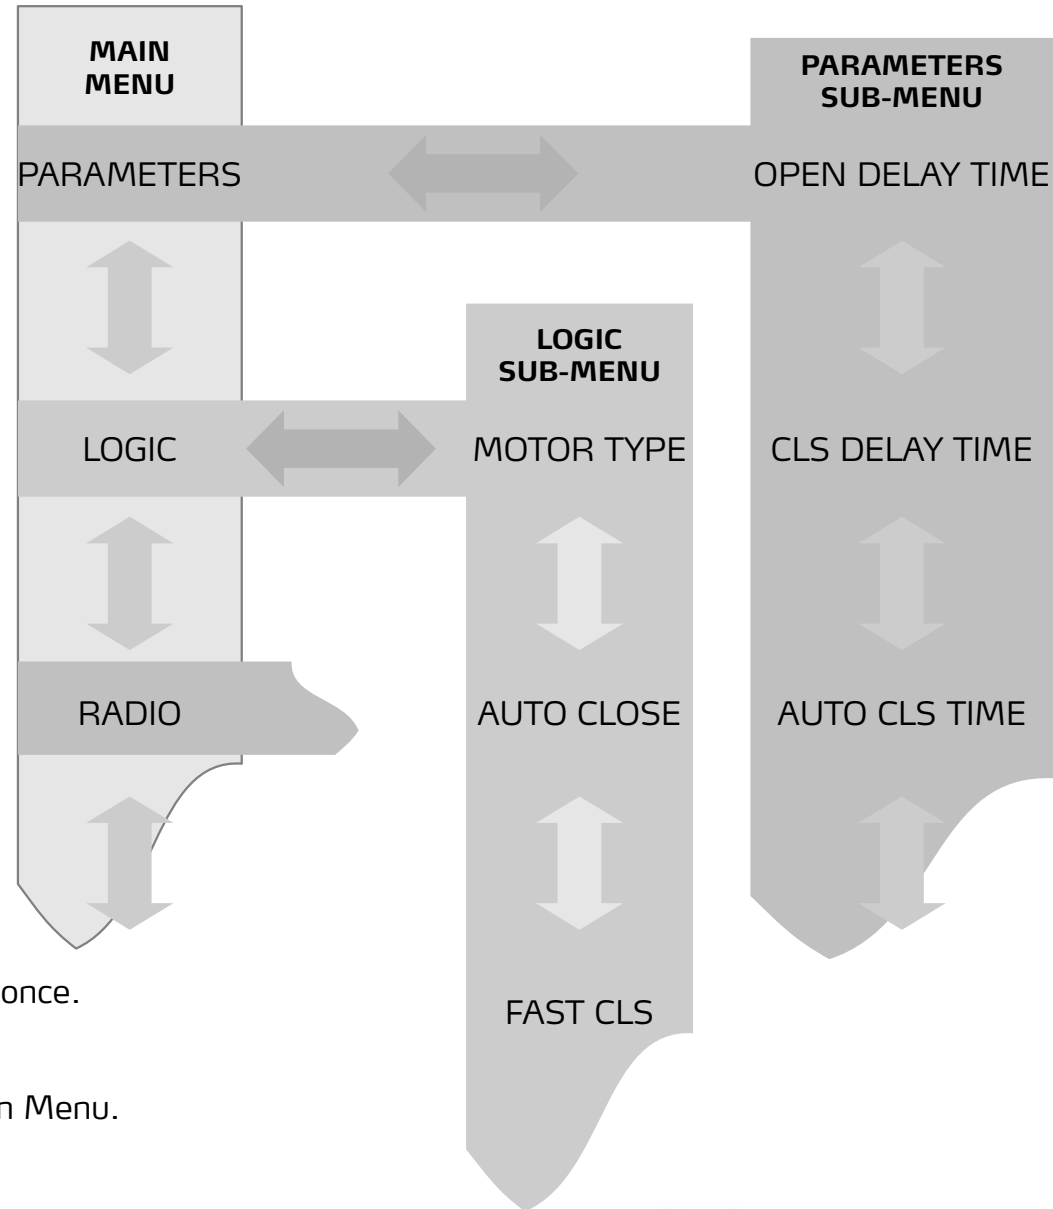 MAIN
MENU
PARAMETERS
SUB-MENU
PARAMETERS
OPEN DELAY TIME
LOGIC
SUB-MENU
LOGIC
MOTOR TYPE
CLS DELAY TIME
RADIO
AUTO CLOSE
AUTO CLS TIME
once.
FAST CLS
n Menu.